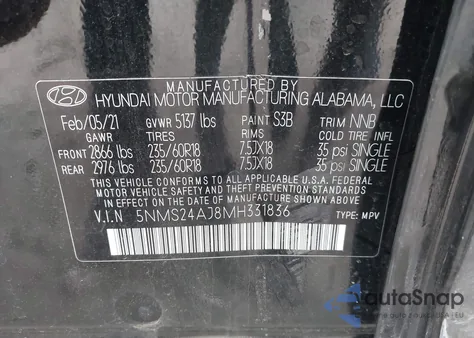 MANUFACTURED BY
HYUNDAI MOTOR MANUFACTURING ALABAMA, LLC
Feb/05/21 GVWR 5137 lbs PAINT S3B TRIM NNB
GAWR TIRES RIMS COLD TIRE INFL
FRONT 2866 lbs 235/60R18 7.5JX18 35 psi SINGLE
REAR 2976 lbs 235/60R18 7.5JX18 35 psi SINGLE
THIS VEHICLE CONFORMS TO ALL APPLICABLE U.S.A. FEDERAL
MOTOR VEHICLE SAFETY AND THEFT PREVENTION STANDARDS
IN EFFECT ON THE DATE OF MANUFACTURE SHOWN ABOVE.
V.I.N 5NMS24AJ8MH331836 TYPE: MPV
autaSnap